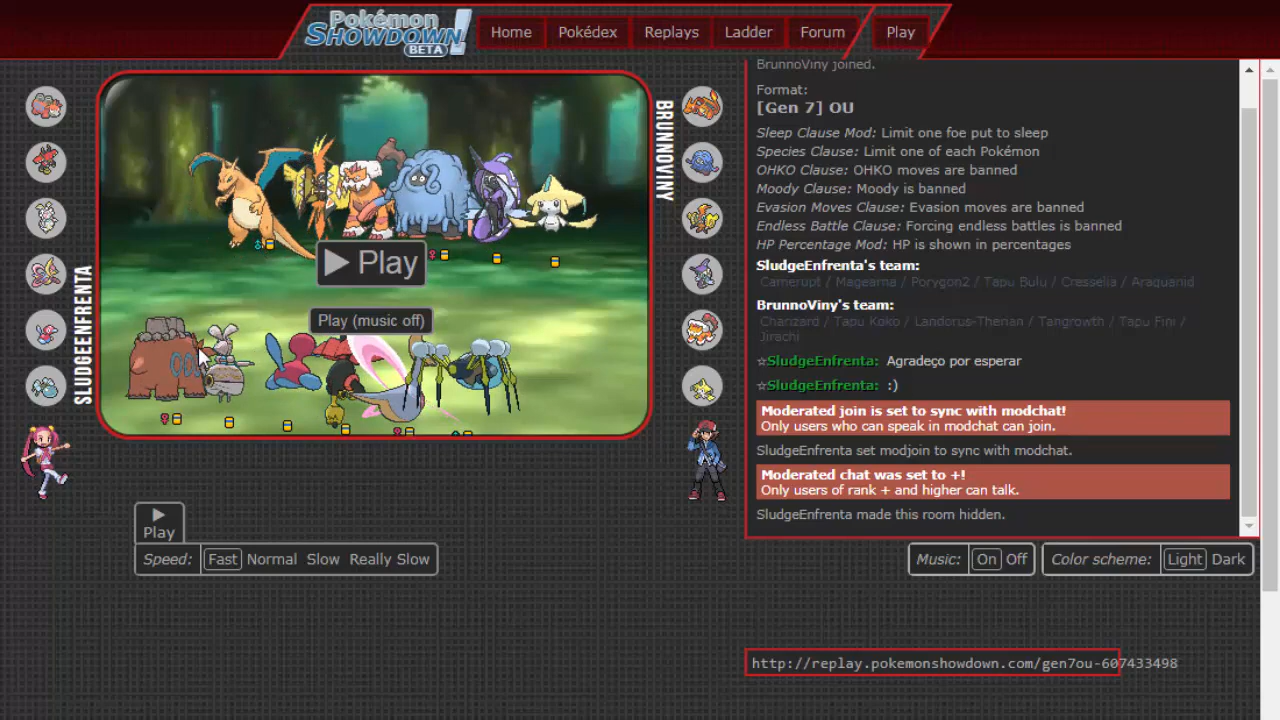 Pokémon
SHOWDOWN!
BETA
Home
Pokédex
Replays
Ladder
Forum
Play
SLUDGEENFRENTA
BRUNNOVINY
Play
Play (music off)
Play
Speed: Fast Normal Slow Really Slow
BrunnoViny joined.
Format:
[Gen 7] OU
Sleep Clause Mod: Limit one foe put to sleep
Species Clause: Limit one of each Pokémon
OHKO Clause: OHKO moves are banned
Moody Clause: Moody is banned
Evasion Moves Clause: Evasion moves are banned
Endless Battle Clause: Forcing endless battles is banned
HP Percentage Mod: HP is shown in percentages
SludgeEnfrenta's team:
Camerupt / Magearna / Porygon2 / Tapu Bulu / Cresselia / Araquanid
BrunnoViny's team:
Charizard / Tapu Koko / Landorus-Therian / Tangrowth / Tapu Fini /
Jirachi
☆SludgeEnfrenta: Agradeço por esperar
☆SludgeEnfrenta: :)
Moderated join is set to sync with modchat!
Only users who can speak in modchat can join.
SludgeEnfrenta set modjoin to sync with modchat.
Moderated chat was set to +!
Only users of rank + and higher can talk.
SludgeEnfrenta made this room hidden.
Music: On Off
Color scheme: Light Dark
http://replay.pokemonshowdown.com/gen7ou-607433498